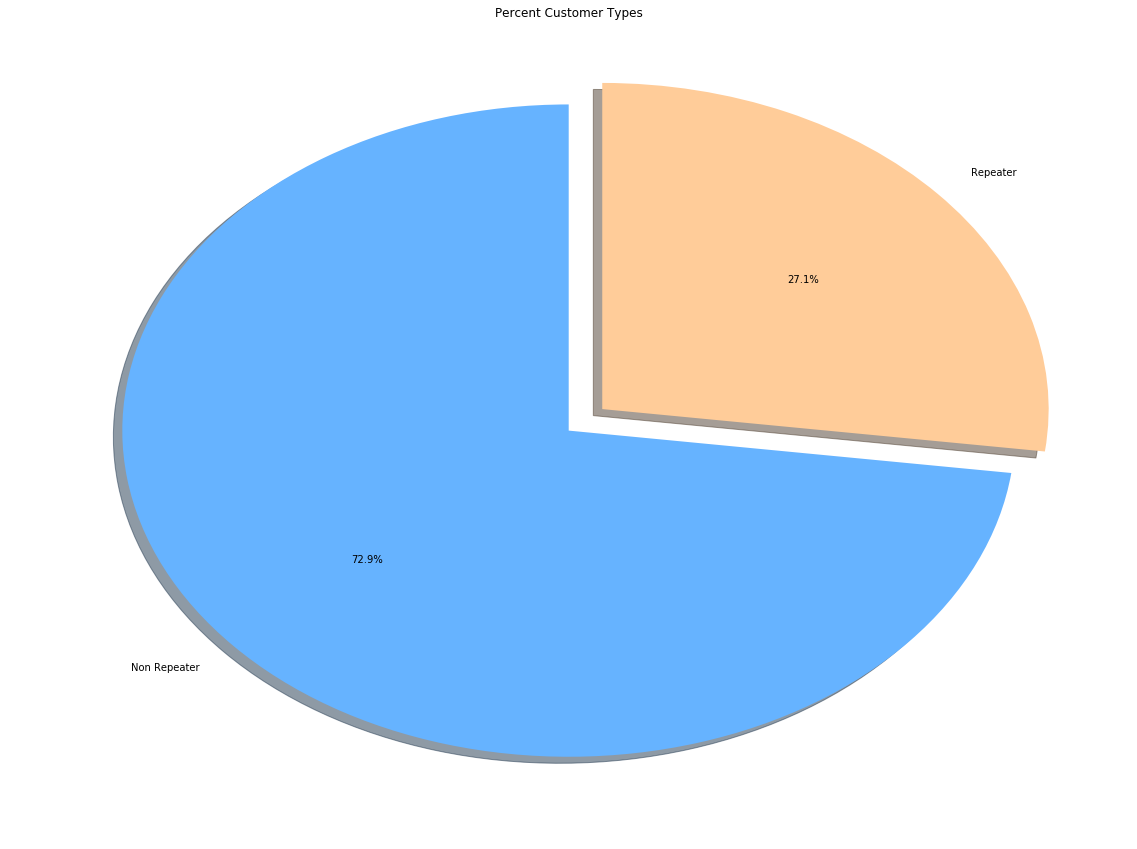 Percent Customer Types
Repeater
27.1%
72.9%
Non Repeater